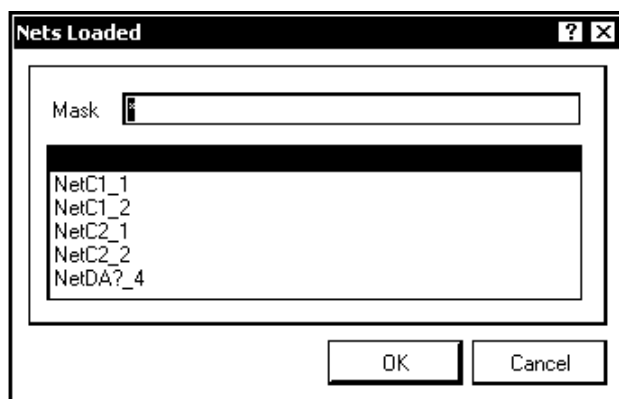 Nets Loaded ? X
Mask *
NetC1_1
NetC1_2
NetC2_1
NetC2_2
NetDA?_4
OK Cancel